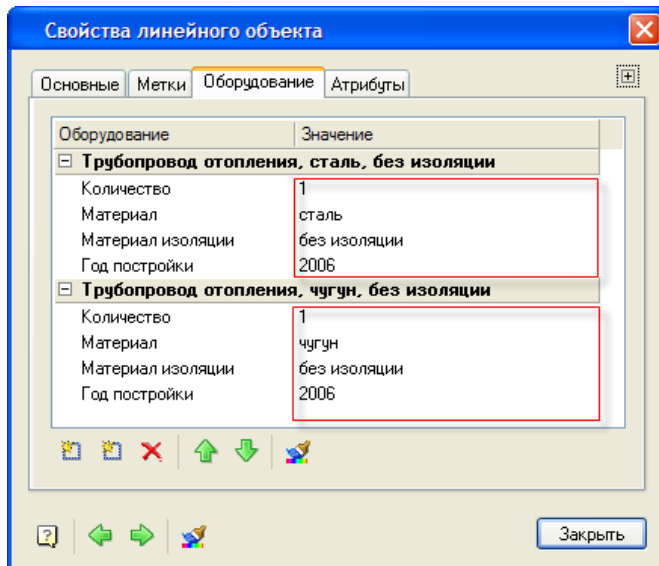 Свойства линейного объекта
Основные Метки Оборудование Атрибуты
Оборудование Значение
Трубопровод отопления, сталь, без изоляции
Количество 1
Материал сталь
Материал изоляции без изоляции
Год постройки 2006
Трубопровод отопления, чугун, без изоляции
Количество 1
Материал чугун
Материал изоляции без изоляции
Год постройки 2006
Закрыть